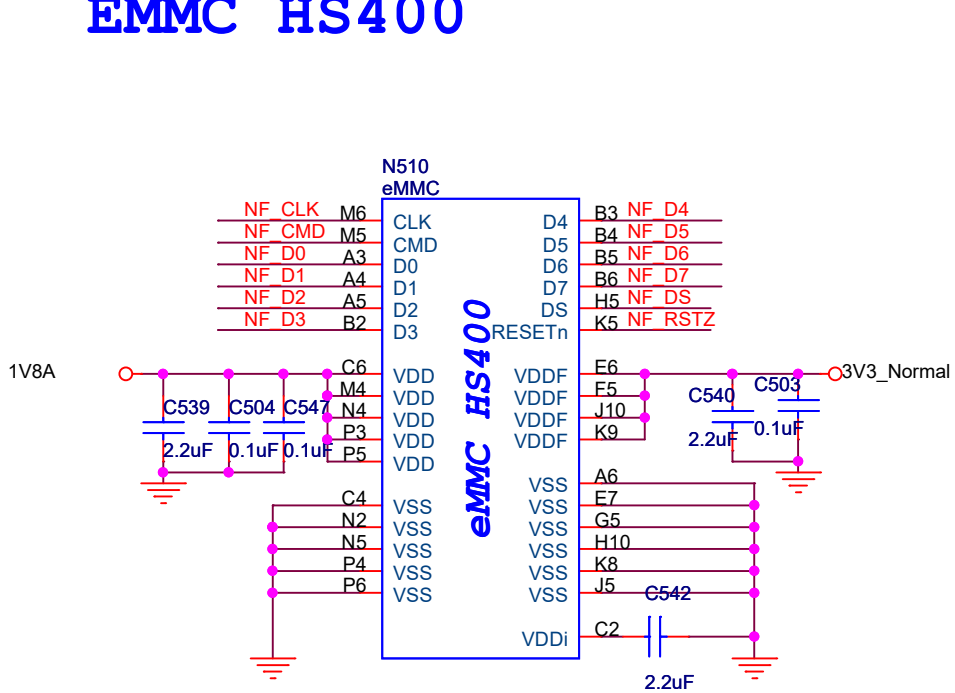 EMMC HS400
N510
eMMC
NF_CLK M6 CLK D4 B3 NF_D4
NF_CMD M5 CMD D5 B4 NF_D5
NF_D0 A3 D0 D6 B5 NF_D6
NF_D1 A4 D1 D7 B6 NF_D7
NF_D2 A5 D2 DS H5 NF_DS
NF_D3 B2 D3 RESETn K5 NF_RSTZ
eMMC HS400
1V8A C6 VDD VDDF E6 3V3_Normal
M4 VDD VDDF F5 C540 C503
C539 C504 C547 N4 VDD VDDF J10
P3 VDD VDDF K9 2.2uF 0.1uF
2.2uF 0.1uF 0.1uF P5 VDD
VSS A6
C4 VSS VSS E7
N2 VSS VSS G5
N5 VSS VSS H10
P4 VSS VSS K8
P6 VSS VSS J5
C542
VDDi C2
2.2uF